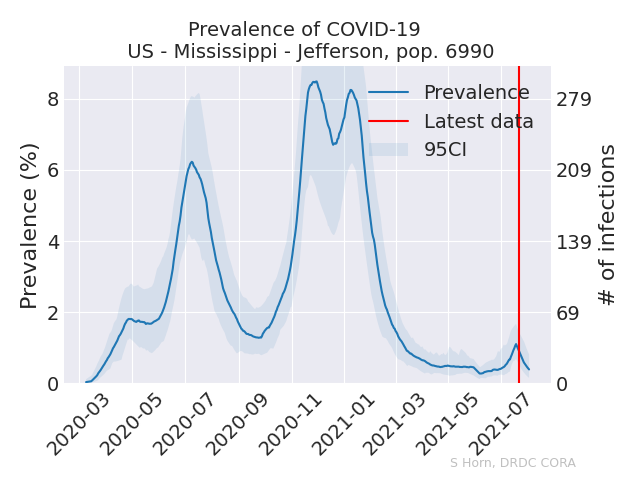 Prevalence of COVID-19
US - Mississippi - Jefferson, pop. 6990
Prevalence
Latest data
95CI
Prevalence (%)
8
6
4
2
0
# of infections
279
209
139
69
0
2020-03
2020-05
2020-07
2020-09
2020-11
2021-01
2021-03
2021-05
2021-07
S Horn, DRDC CORA